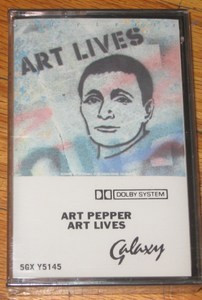 ART LIVES
DOLBY SYSTEM
ART PEPPER
ART LIVES
5GX Y5145
Galaxy